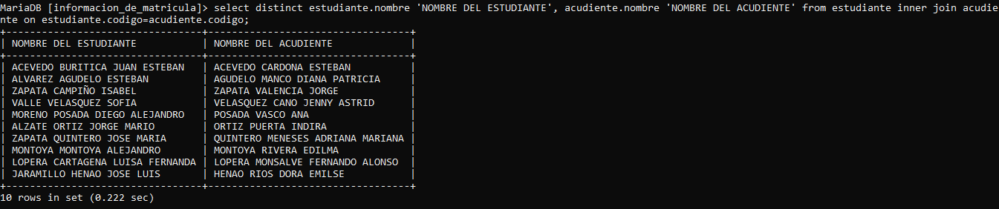 MariaDB [informacion_de_matricula]> select distinct estudiante.nombre 'NOMBRE DEL ESTUDIANTE', acudiente.nombre 'NOMBRE DEL ACUDIENTE' from estudiante inner join acudie
nte on estudiante.codigo=acudiente.codigo;
+--------------------------------+--------------------------------+
| NOMBRE DEL ESTUDIANTE          | NOMBRE DEL ACUDIENTE           |
+--------------------------------+--------------------------------+
| ACEVEDO BURITICA JUAN ESTEBAN  | ACEVEDO CARDONA ESTEBAN        |
| ALVAREZ AGUDELO ESTEBAN        | AGUDELO MANCO DIANA PATRICIA   |
| ZAPATA CAMPIÑO ISABEL          | ZAPATA VALENCIA JORGE          |
| VALLE VELASQUEZ SOFIA          | VELASQUEZ CANO JENNY ASTRID    |
| MORENO POSADA DIEGO ALEJANDRO  | POSADA VASCO ANA               |
| ALZATE ORTIZ JORGE MARIO       | ORTIZ PUERTA INDIRA            |
| ZAPATA QUINTERO JOSE MARIA     | QUINTERO MENESES ADRIANA MARIANA |
| MONTOYA MONTOYA ALEJANDRO      | MONTOYA RIVERA EDILMA          |
| LOPERA CARTAGENA LUISA FERNANDA | LOPERA MONSALVE FERNANDO ALONSO |
| JARAMILLO HENAO JOSE LUIS      | HENAO RIOS DORA EMILSE         |
+--------------------------------+--------------------------------+
10 rows in set (0.222 sec)